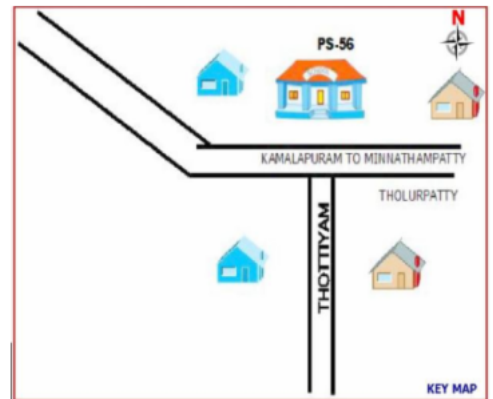 N
PS-56
KAMALAPURAM TO MINNATHAMPATTY
THOLURPATTY
THOTTIYAM
KEY MAP